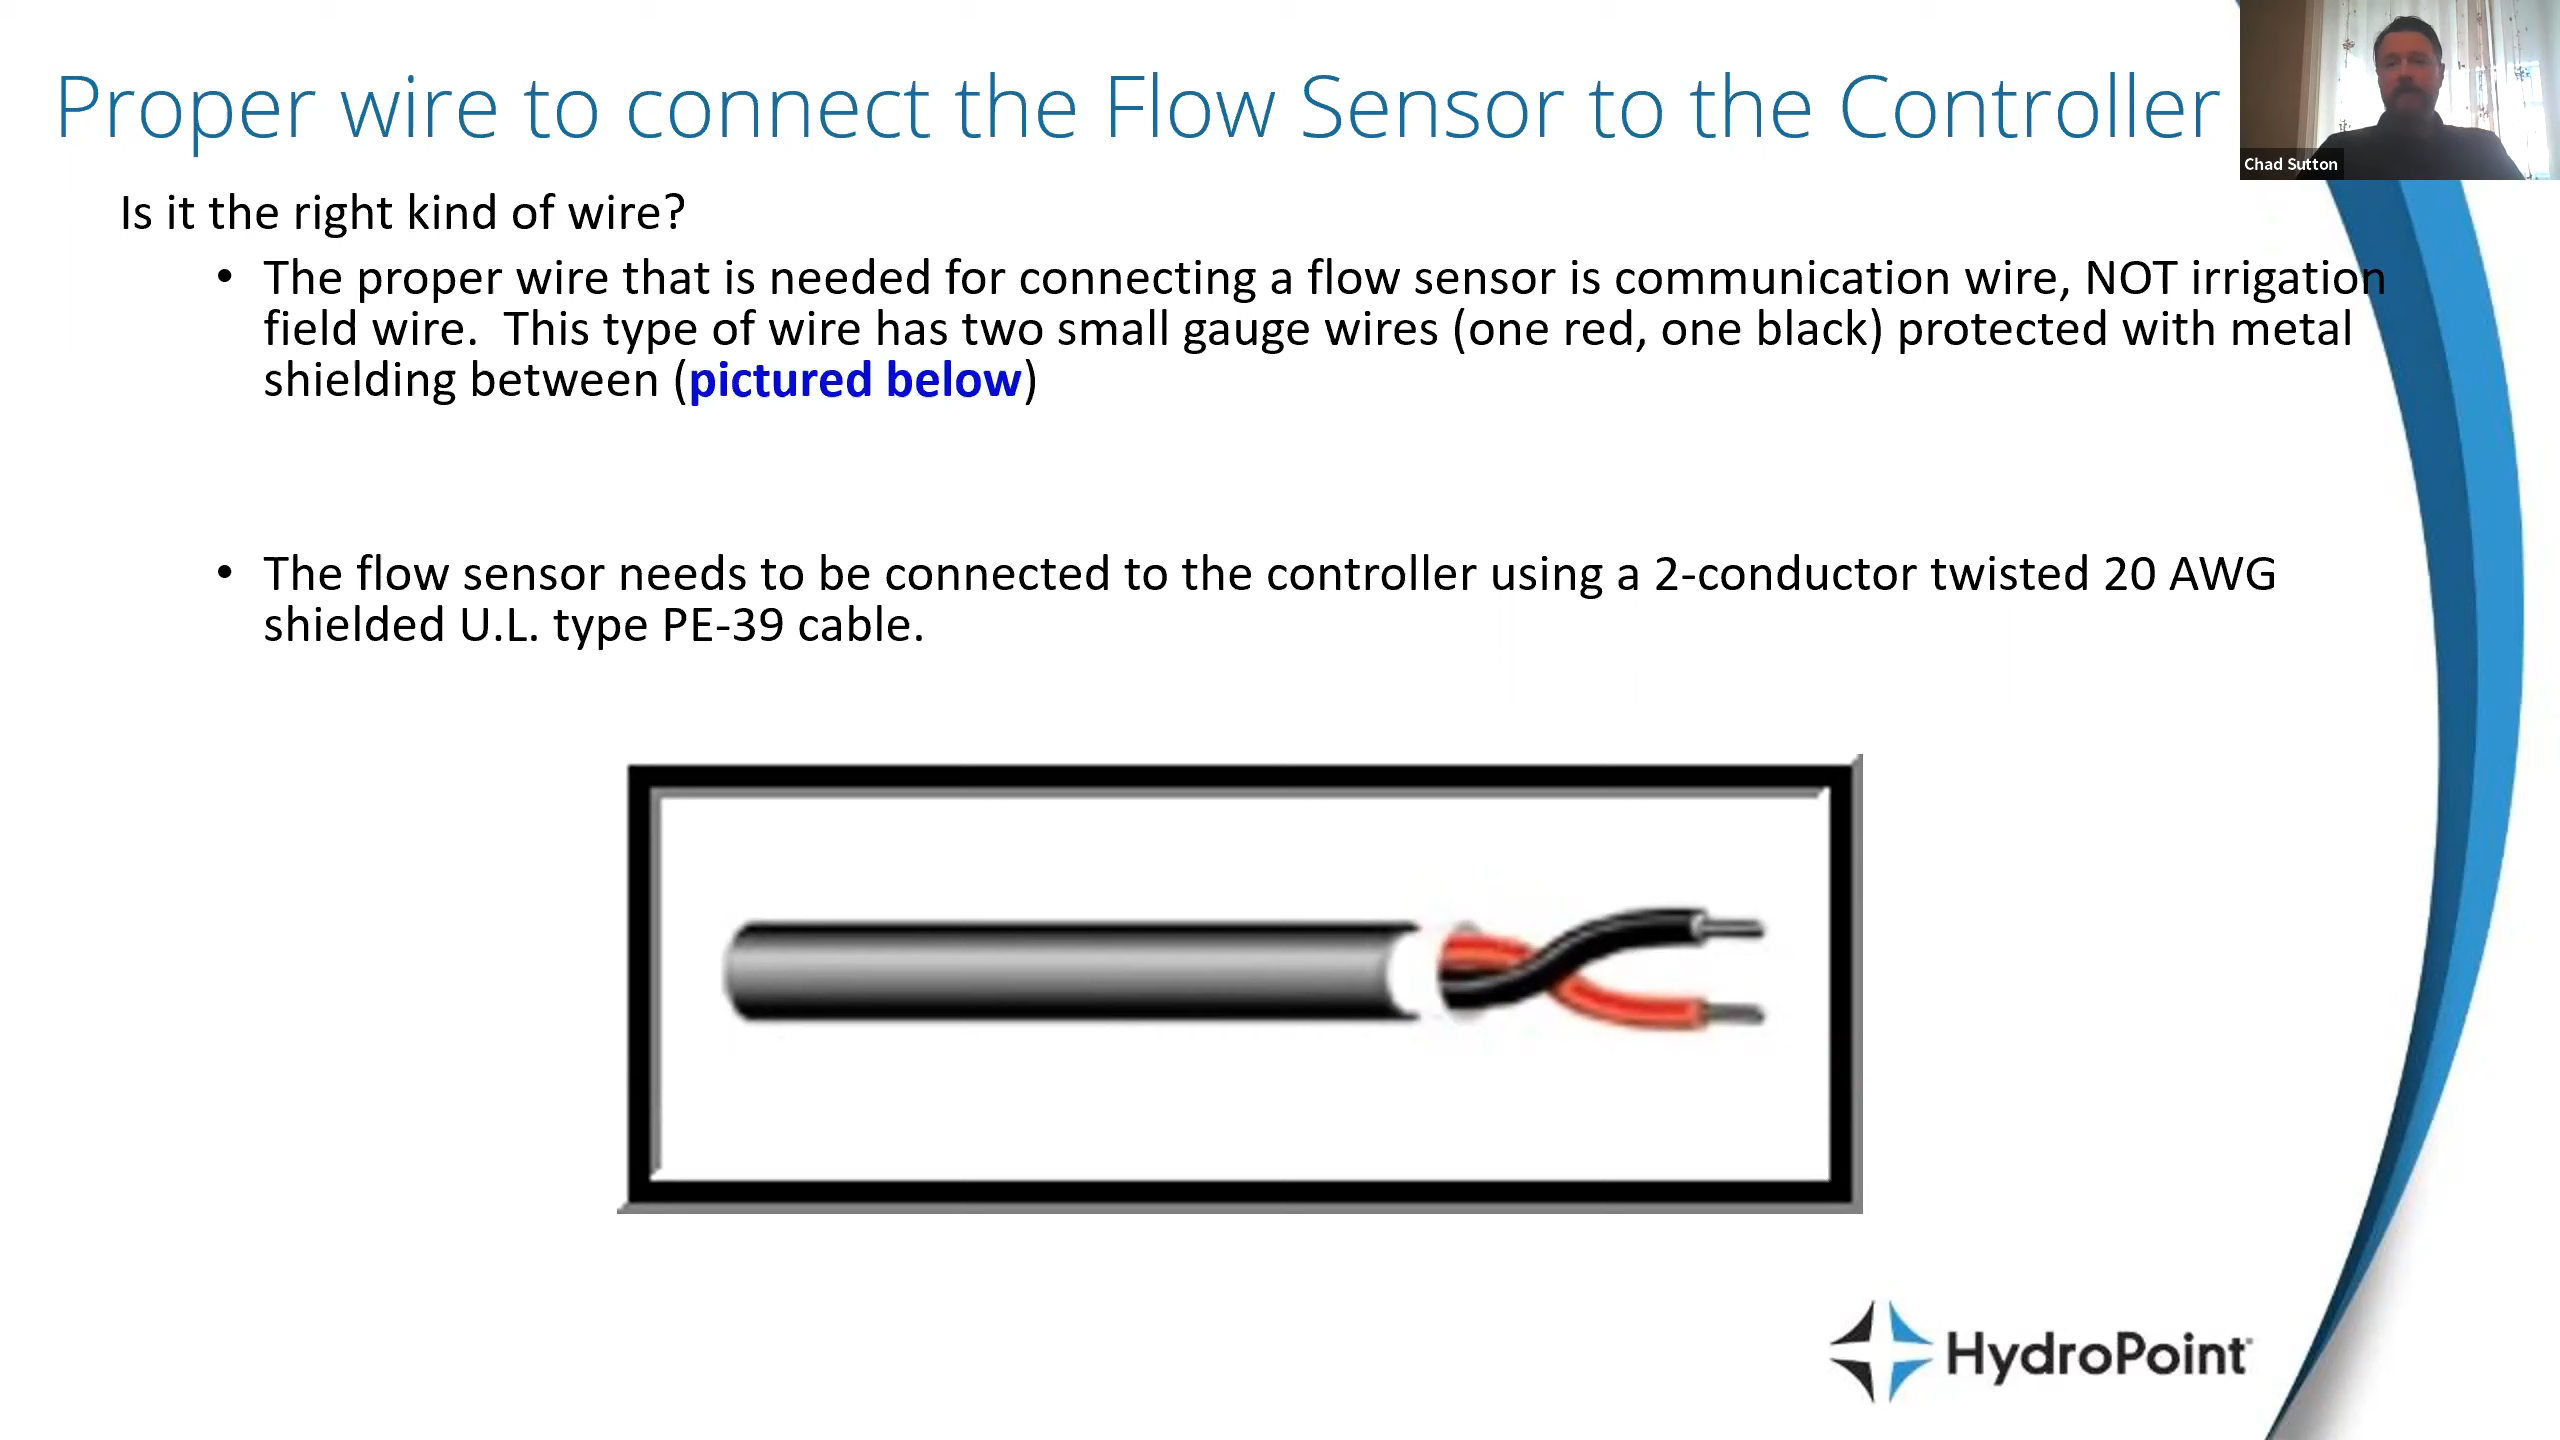 Proper wire to connect the Flow Sensor to the Controller
Chad Sutton
Is it the right kind of wire?
• The proper wire that is needed for connecting a flow sensor is communication wire, NOT irrigation
field wire.  This type of wire has two small gauge wires (one red, one black) protected with metal
shielding between (pictured below)
• The flow sensor needs to be connected to the controller using a 2-conductor twisted 20 AWG
shielded U.L. type PE-39 cable.
HydroPoint